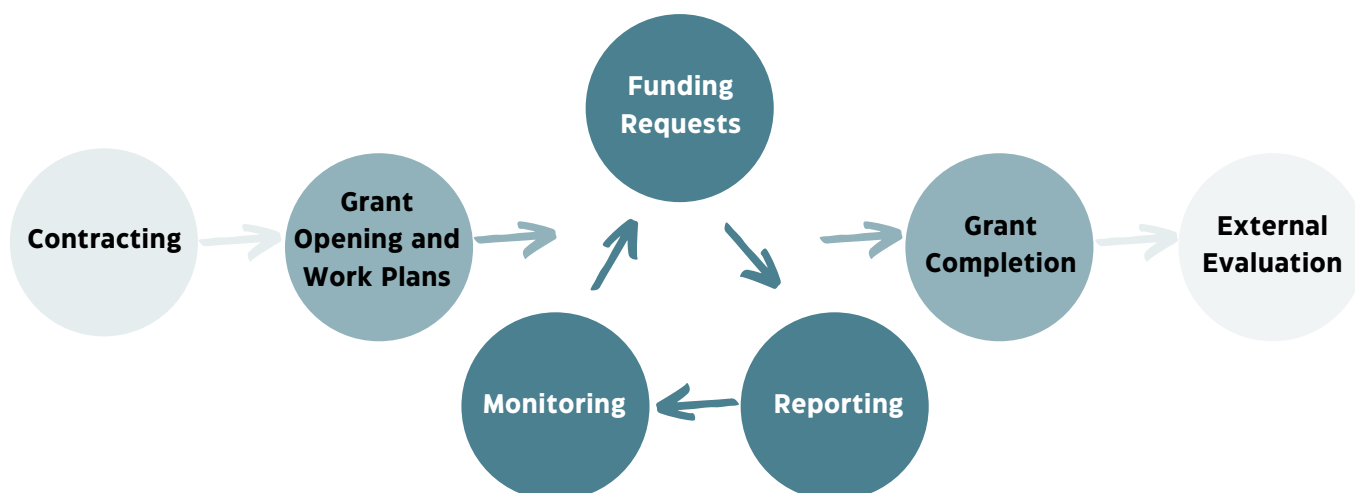 Contracting
Grant
Opening and
Work Plans
Funding
Requests
Reporting
Monitoring
Grant
Completion
External
Evaluation